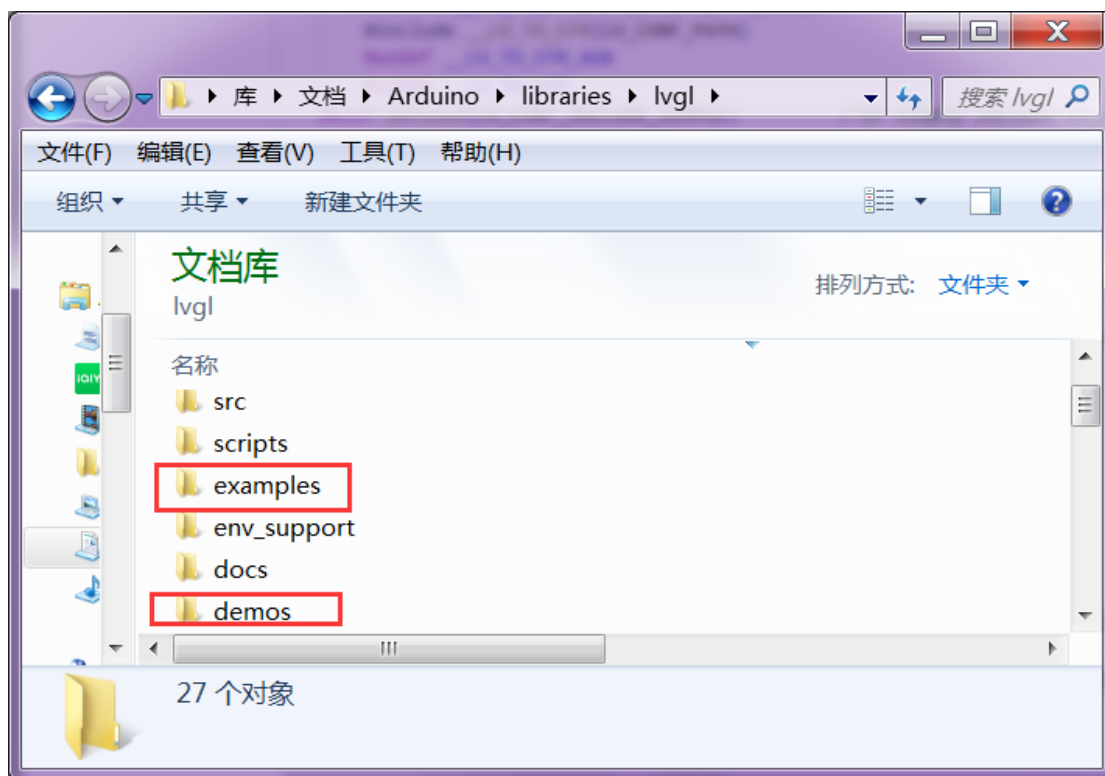 库 文档 Arduino libraries lvgl
搜索 lvgl
文件(F) 编辑(E) 查看(V) 工具(T) 帮助(H)
组织 共享 新建文件夹
文档库
lvgl
排列方式: 文件夹
名称
src
scripts
examples
env_support
docs
demos
27 个对象